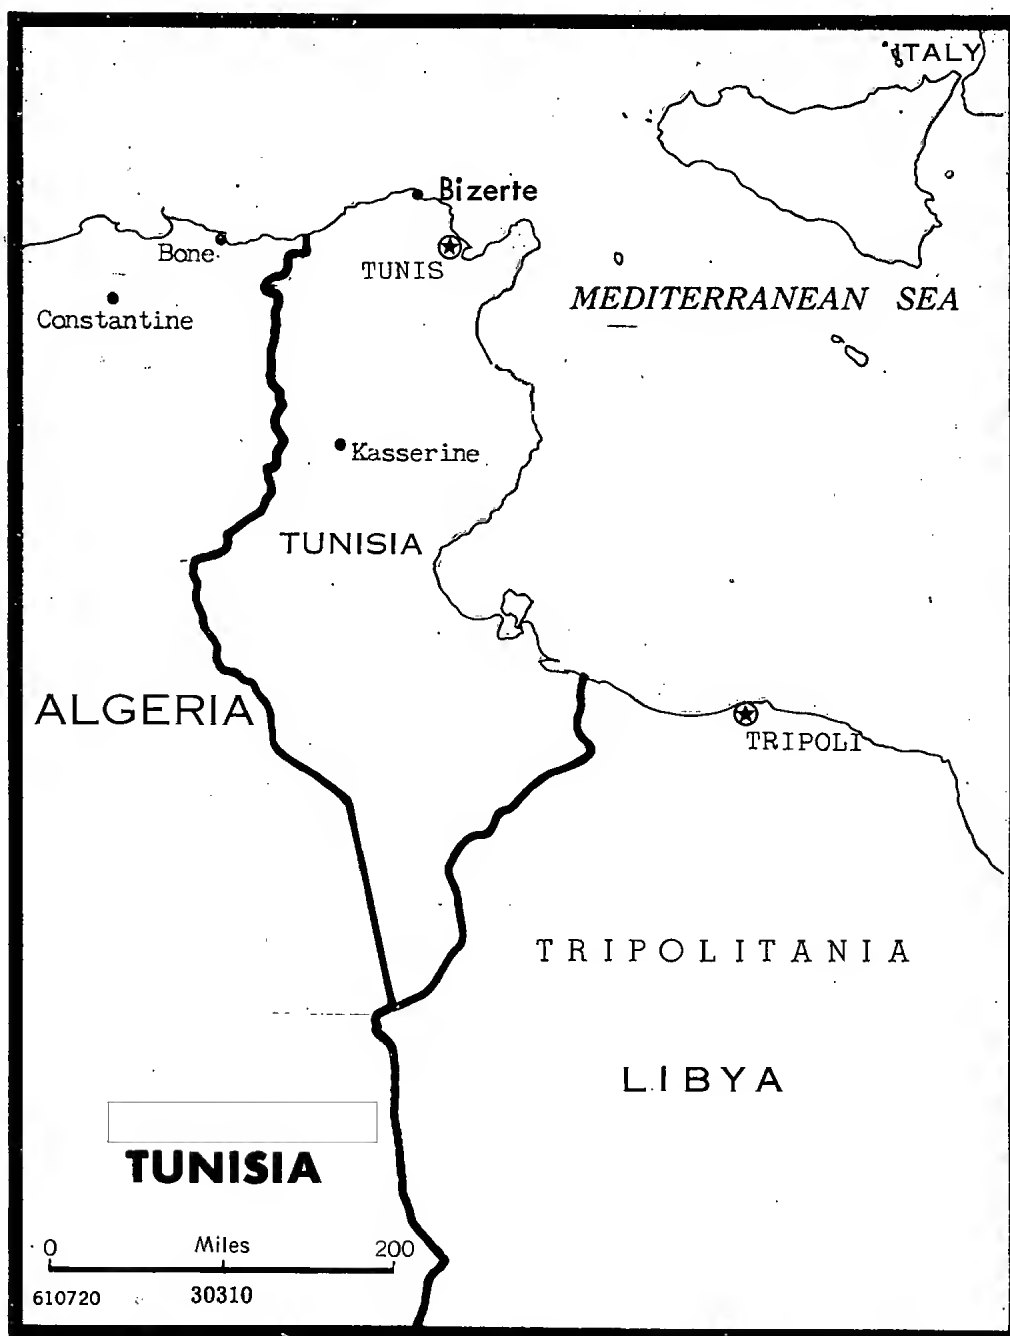 ITALY
Bizerte
Bone
TUNIS
MEDITERRANEAN SEA
Constantine
Kasserine
TUNISIA
ALGERIA
TRIPOLI
TRIPOLITANIA
LIBYA
TUNISIA
0 Miles 200
610720 30310